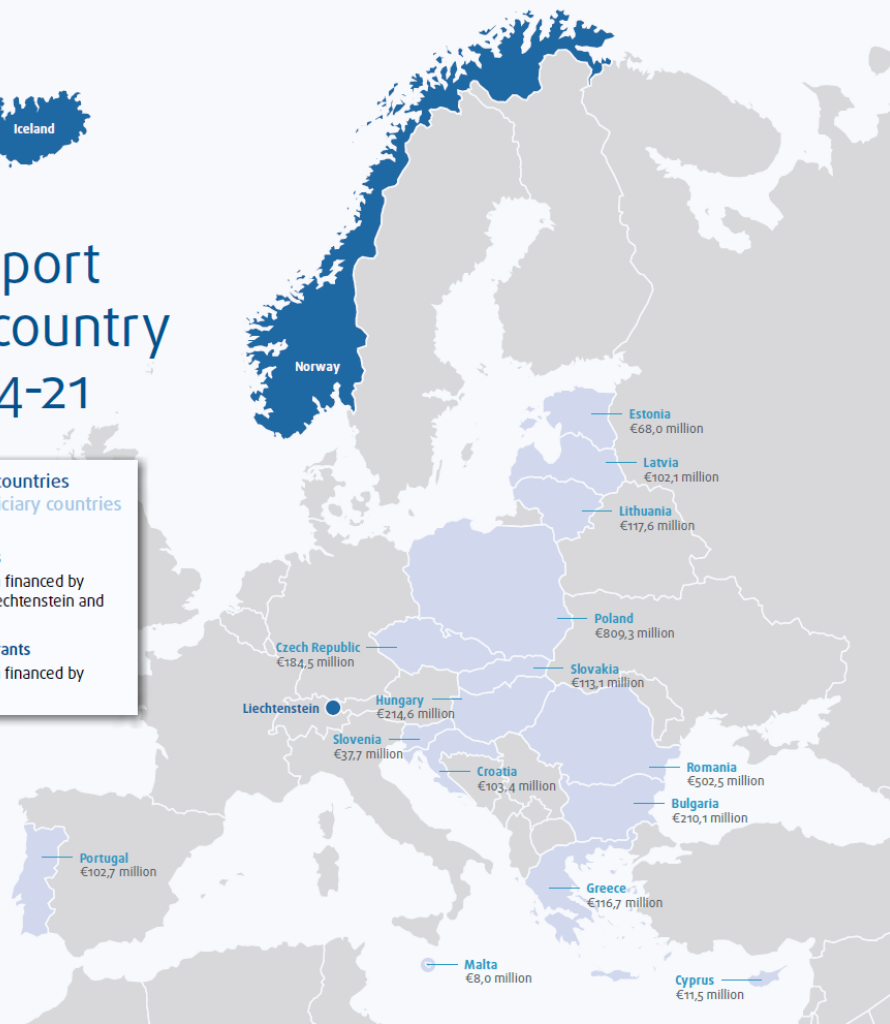 Iceland
port
country
4-21
Norway
countries
ciary countries
financed by
echtenstein and
ants
financed by
Estonia
€68,0 million
Latvia
€102,1 million
Lithuania
€117,6 million
Poland
€809,3 million
Czech Republic
€184,5 million
Slovakia
€113,1 million
Liechtenstein
Hungary
€214,6 million
Slovenia
€37,7 million
Croatia
€103,4 million
Romania
€502,5 million
Bulgaria
€210,1 million
Portugal
€102,7 million
Greece
€116,7 million
Malta
€8,0 million
Cyprus
€11,5 million